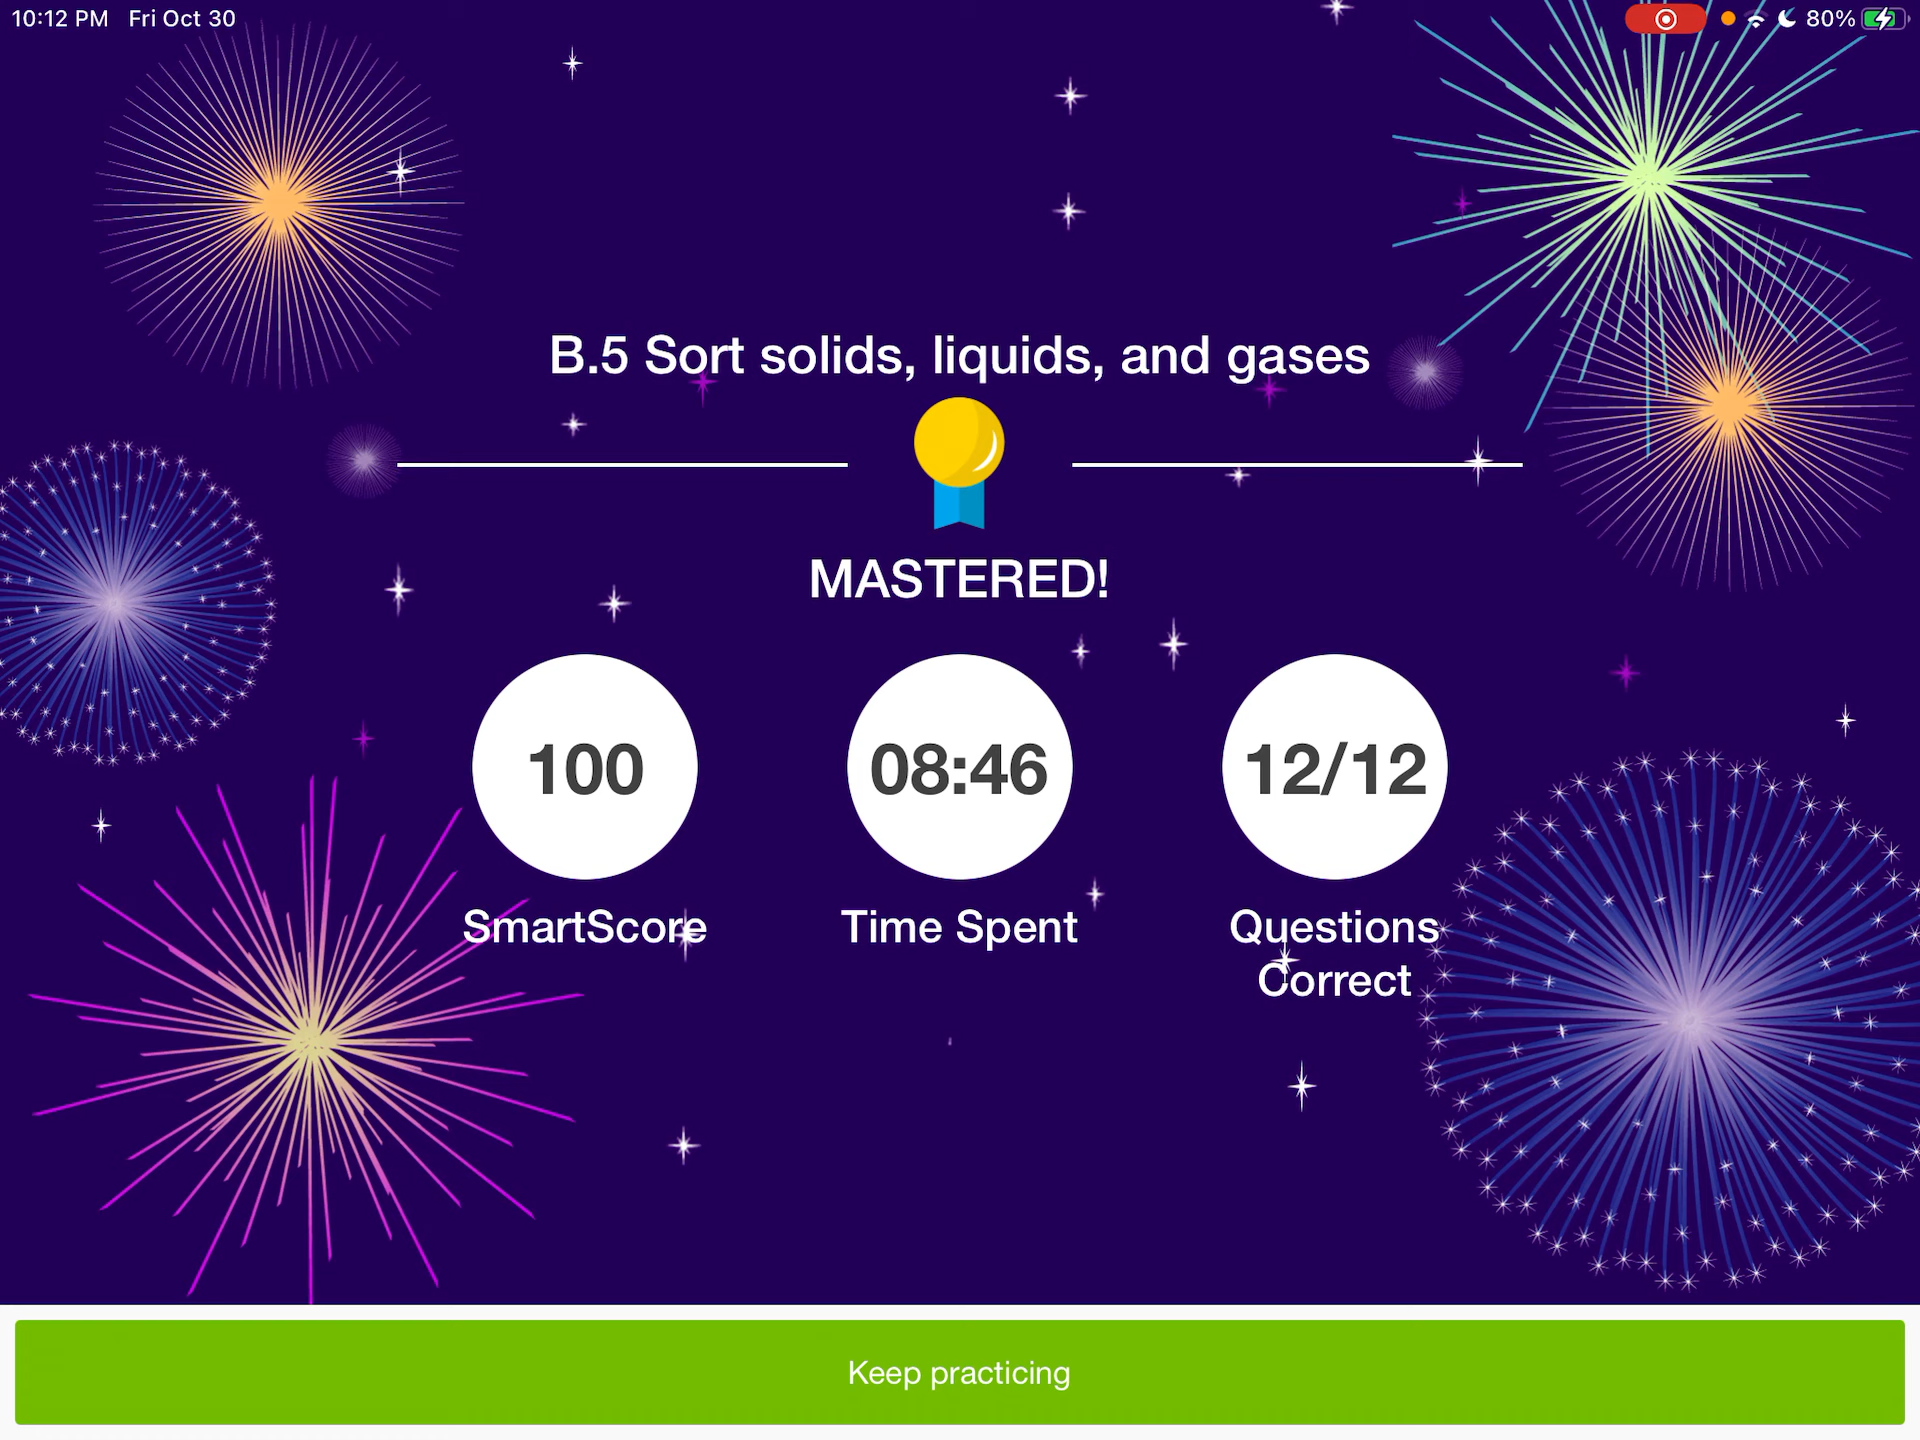 10:12 PM Fri Oct 30 80%
B.5 Sort solids, liquids, and gases
MASTERED!
100 08:46 12/12
SmartScore Time Spent Questions
Correct
Keep practicing